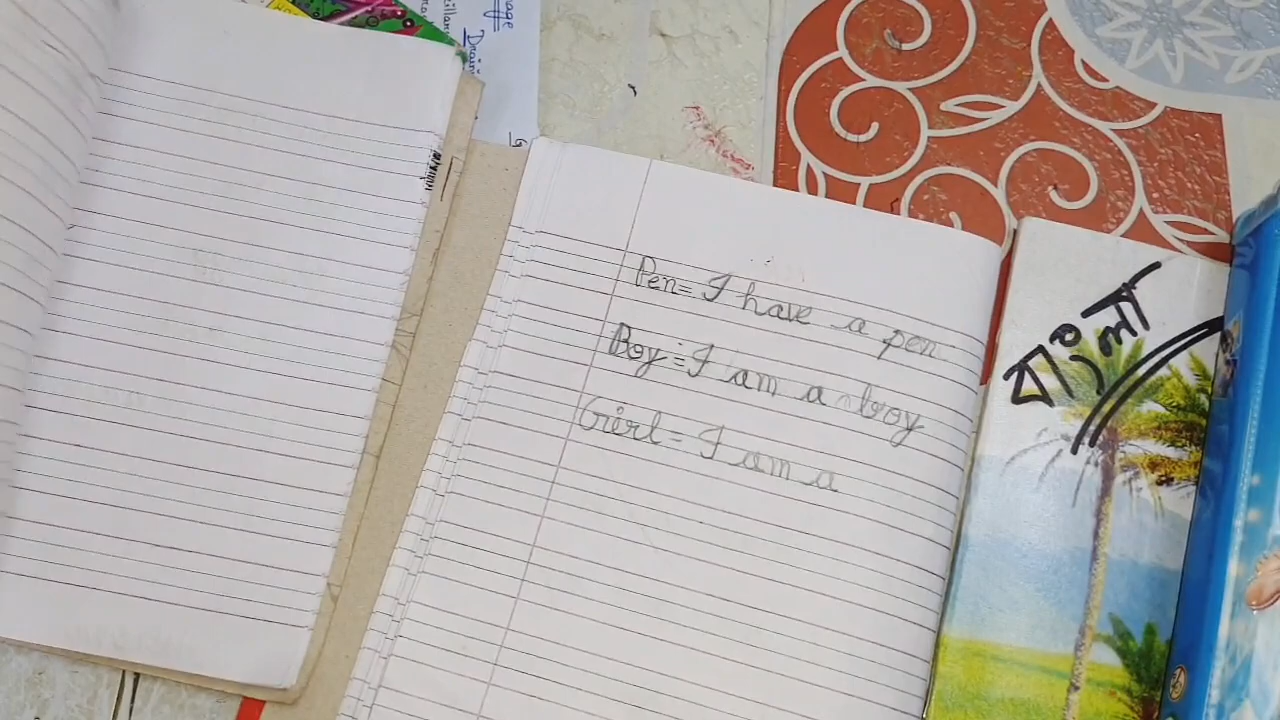 Pen= I have a pen
Boy = I am a boy
Girl = I am a
বাংলা